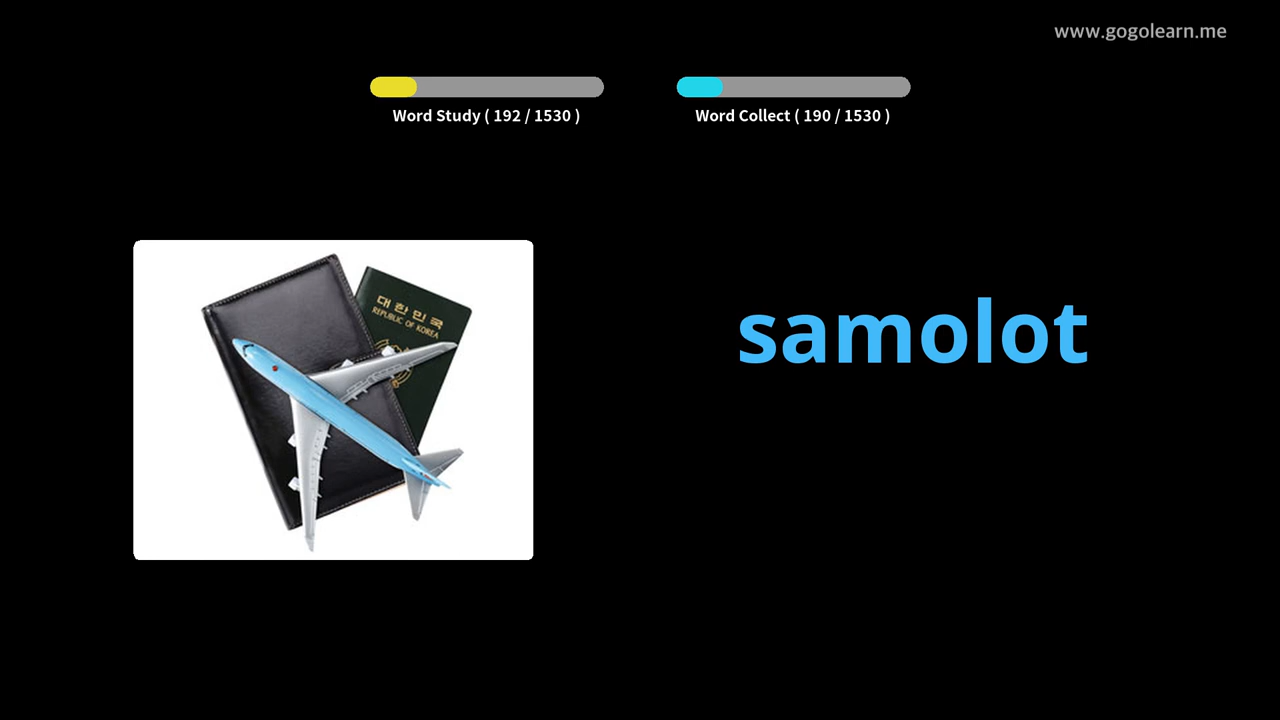 www.gogolearn.me
Word Study ( 192 / 1530 )
Word Collect ( 190 / 1530 )
대한민국
REPUBLIC OF KOREA
samolot